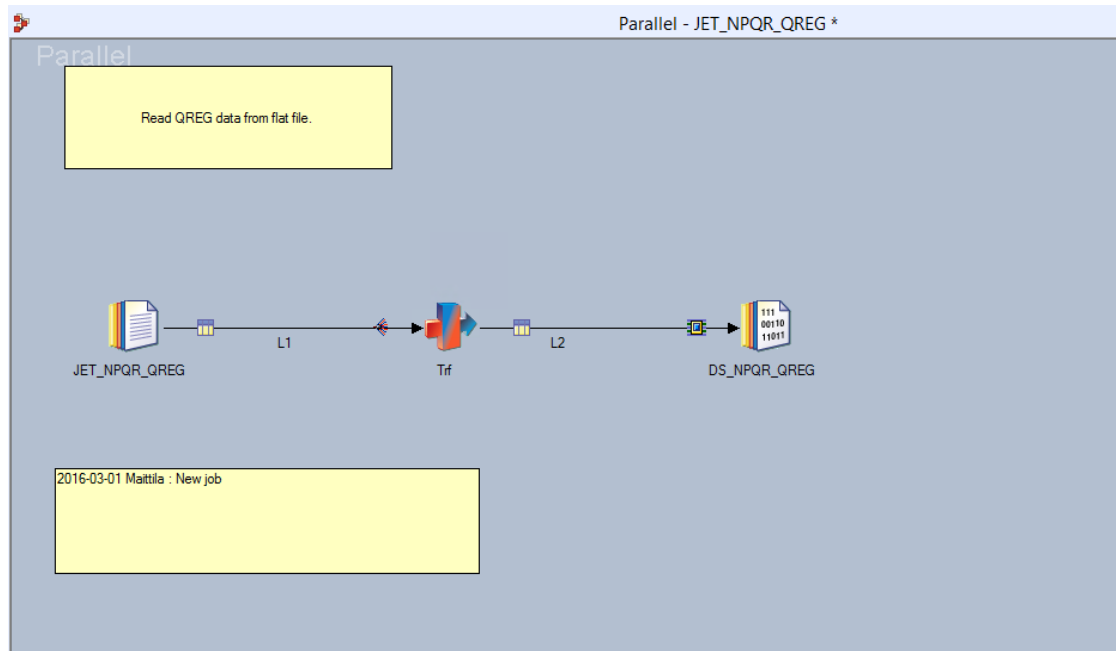 Parallel - JET_NPQR_QREG *
Parallel
Read QREG data from flat file.
L1
L2
111
00110
11011
JET_NPQR_QREG
Trf
DS_NPQR_QREG
2016-03-01 Maittila : New job